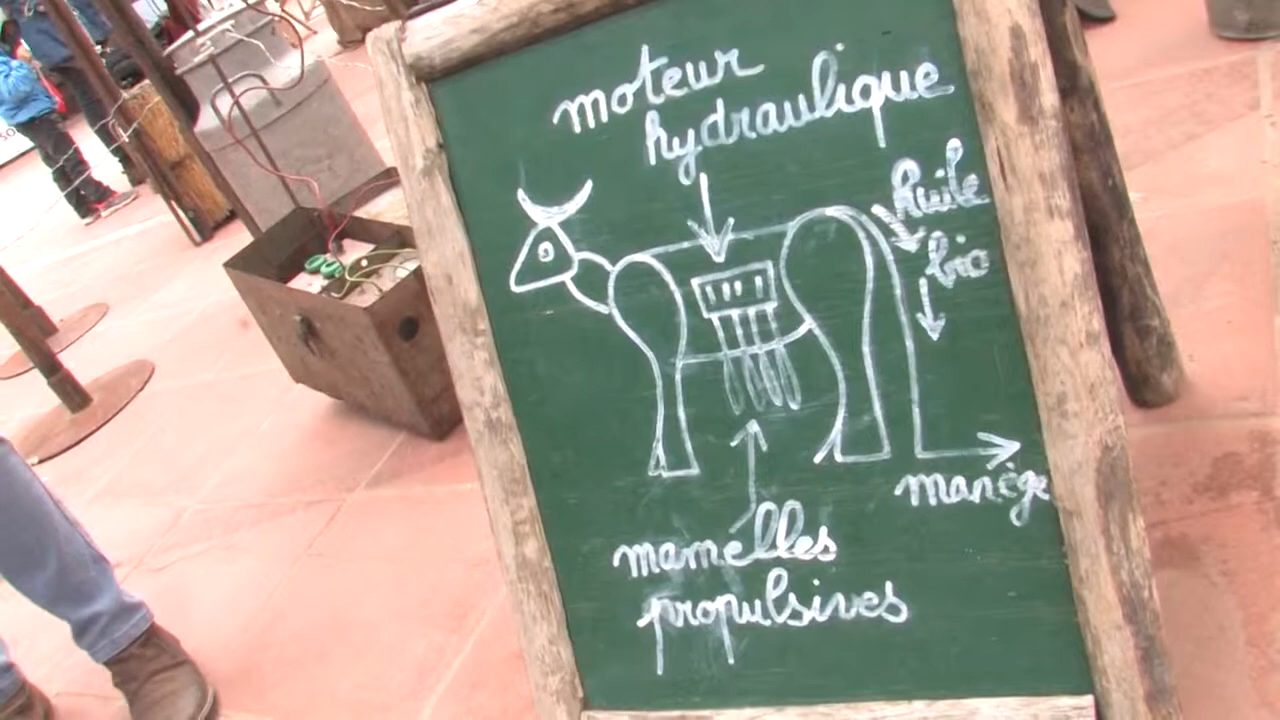 moteur
hydraulique
huile
bio
manège
mamelles
propulsives